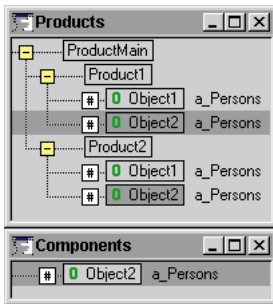 Products
ProductMain
Product1
# 0 Object1 a_Persons
# 0 Object2 a_Persons
Product2
# 0 Object1 a_Persons
# 0 Object2 a_Persons
Components
# 0 Object2 a_Persons